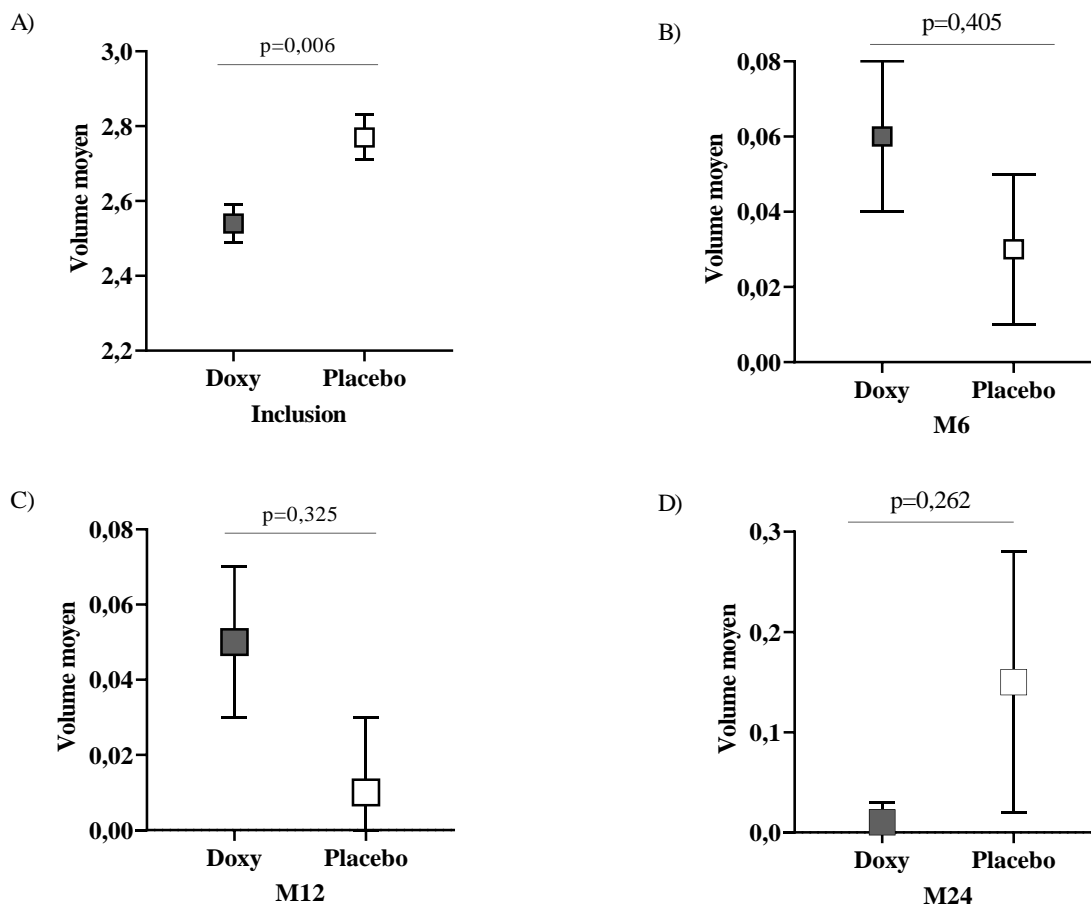 A)
p=0,006
3,0
2,8
2,6
2,4
2,2
Volume moyen
Doxy Placebo
Inclusion
B)
p=0,405
0,08
0,06
0,04
0,02
0,00
Volume moyen
Doxy Placebo
M6
C)
p=0,325
0,08
0,06
0,04
0,02
0,00
Volume moyen
Doxy Placebo
M12
D)
p=0,262
0,3
0,2
0,1
0,0
Volume moyen
Doxy Placebo
M24